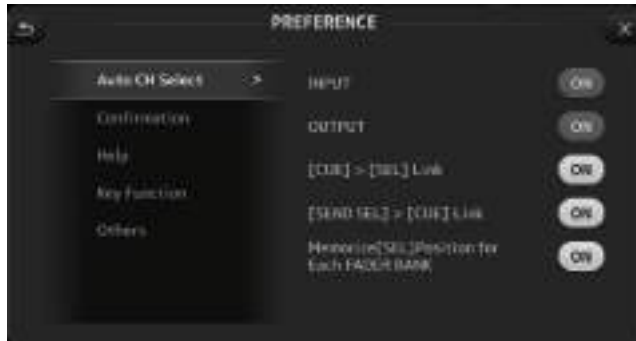 PREFERENCE
Auto CH Select >
Confirmation
Help
Key Function
Others
INPUT ON
OUTPUT ON
[CUE] > [SEL] Link ON
[SEND SEL] > [CUE] Link ON
Memorize[SEL]Position for
Each FADER BANK ON